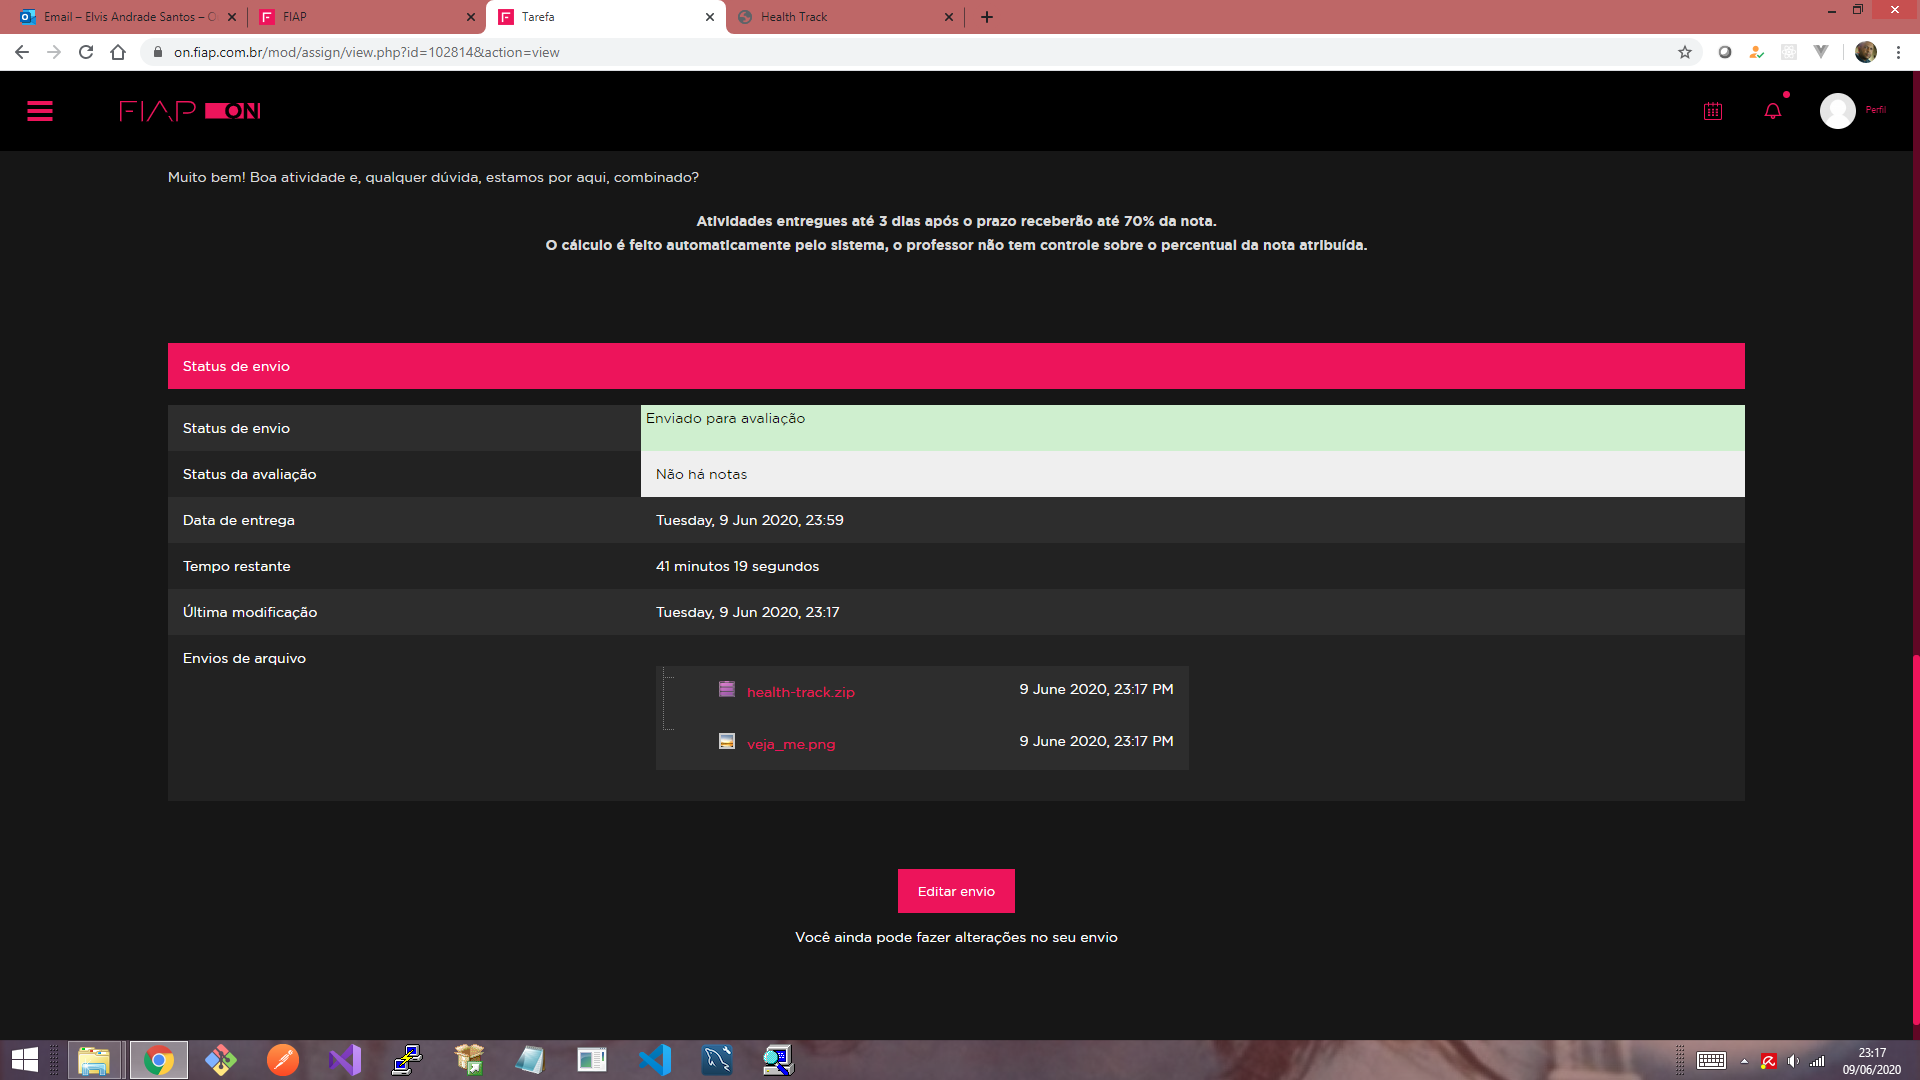 Email – Elvis Andrade Santos – O
FIAP
Tarefa
Health Track
on.fiap.com.br/mod/assign/view.php?id=102814&action=view
FIAP ON
Perfil
Muito bem! Boa atividade e, qualquer dúvida, estamos por aqui, combinado?
Atividades entregues até 3 dias após o prazo receberão até 70% da nota.
O cálculo é feito automaticamente pelo sistema, o professor não tem controle sobre o percentual da nota atribuída.
Status de envio
Status de envio
Enviado para avaliação
Status da avaliação
Não há notas
Data de entrega
Tuesday, 9 Jun 2020, 23:59
Tempo restante
41 minutos 19 segundos
Última modificação
Tuesday, 9 Jun 2020, 23:17
Envios de arquivo
health-track.zip
9 June 2020, 23:17 PM
veja_me.png
9 June 2020, 23:17 PM
Editar envio
Você ainda pode fazer alterações no seu envio
23:17
09/06/2020